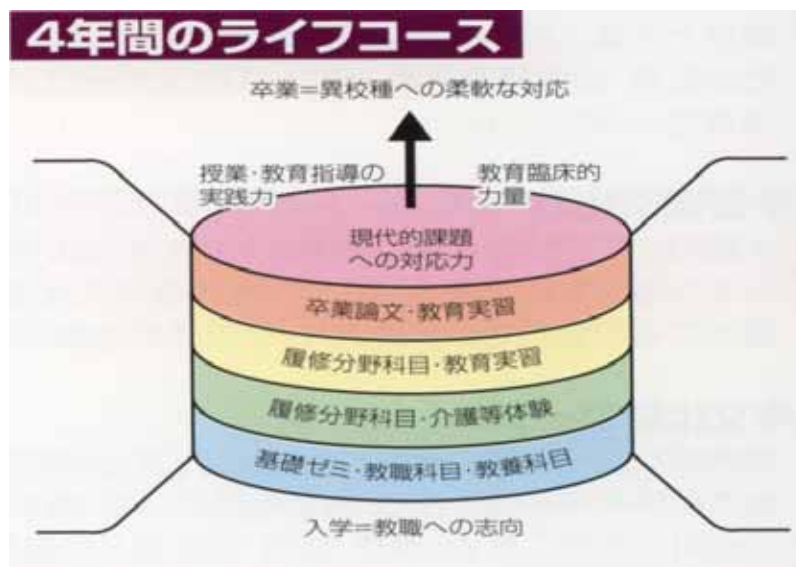 4年間のライフコース
卒業=異校種への柔軟な対応
授業・教育指導の
実践力
教育臨床的
力量
現代的課題
への対応力
卒業論文・教育実習
履修分野科目・教育実習
履修分野科目・介護等体験
基礎ゼミ・教職科目・教養科目
入学=教職への志向